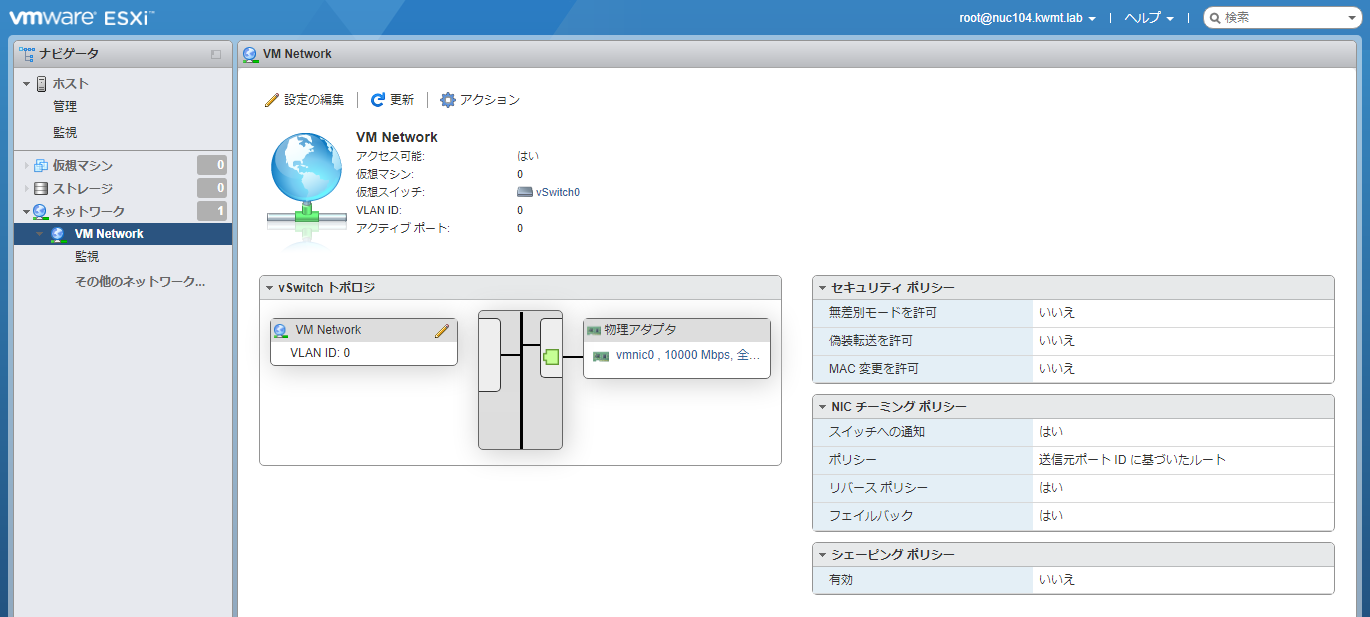 vmware ESXi™
root@nuc104.kwmt.lab
ヘルプ
検索
ナビゲータ
ホスト
管理
監視
仮想マシン 0
ストレージ 0
ネットワーク 1
VM Network
監視
その他のネットワーク...
VM Network
設定の編集 更新 アクション
VM Network
アクセス可能: はい
仮想マシン: 0
仮想スイッチ: vSwitch0
VLAN ID: 0
アクティブ ポート: 0
vSwitch トポロジ
VM Network
VLAN ID: 0
物理アダプタ
vmnic0 , 10000 Mbps, 全...
セキュリティ ポリシー
無差別モードを許可 いいえ
偽装転送を許可 いいえ
MAC 変更を許可 いいえ
NIC チーミング ポリシー
スイッチへの通知 はい
ポリシー 送信元ポート ID に基づいたルート
リバース ポリシー はい
フェイルバック はい
シェーピング ポリシー
有効 いいえ